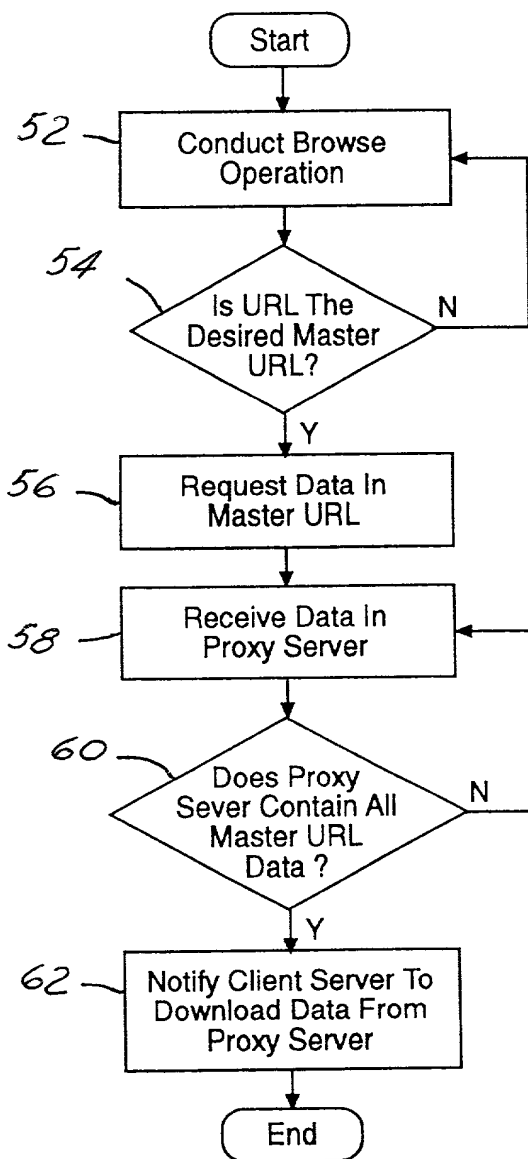 Start
52
Conduct Browse
Operation
54
Is URL The
Desired Master
URL?
N
Y
56
Request Data In
Master URL
58
Receive Data In
Proxy Server
60
Does Proxy
Sever Contain All
Master URL
Data ?
N
Y
62
Notify Client Server To
Download Data From
Proxy Server
End